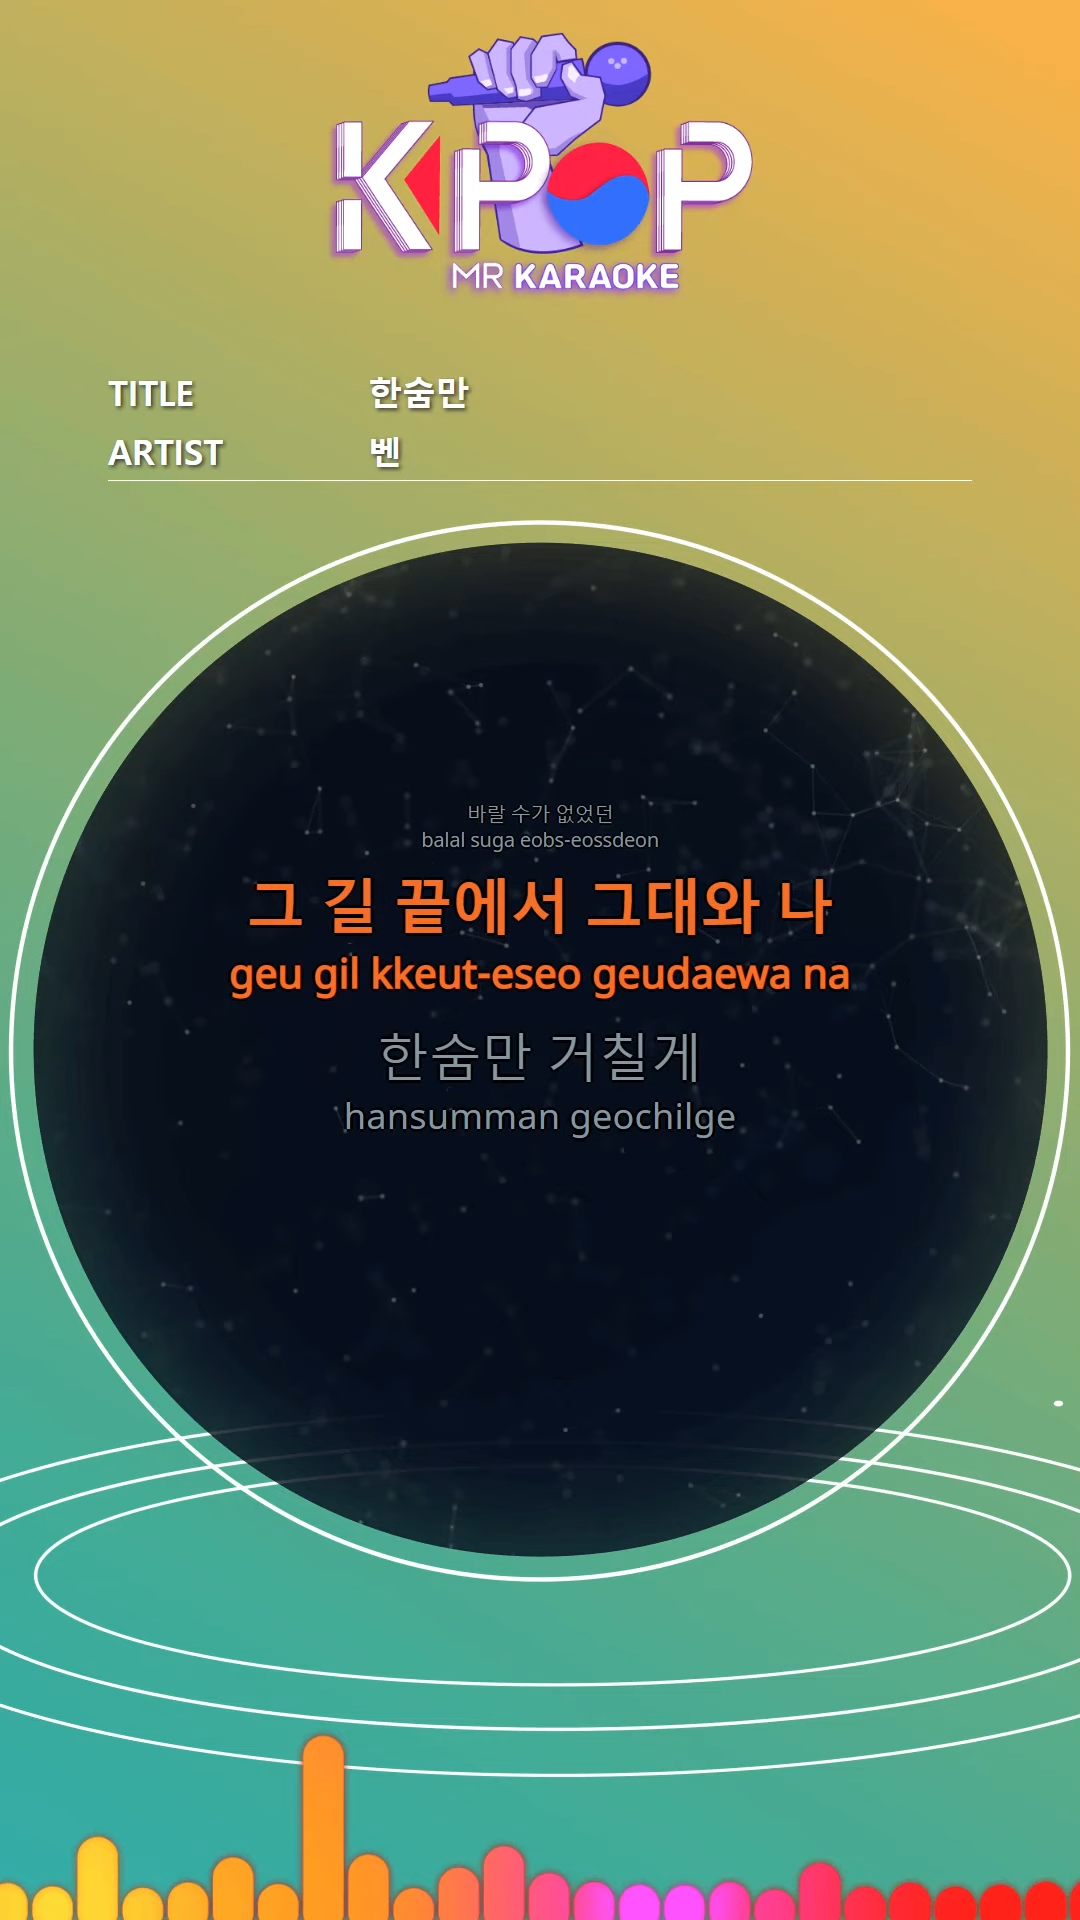 KPOP
MR KARAOKE
TITLE 한숨만
ARTIST 벤
바랄 수가 없었던
balal suga eobs-eossdeon
그 길 끝에서 그대와 나
geu gil kkeut-eseo geudaewa na
한숨만 거칠게
hansumman geochilge